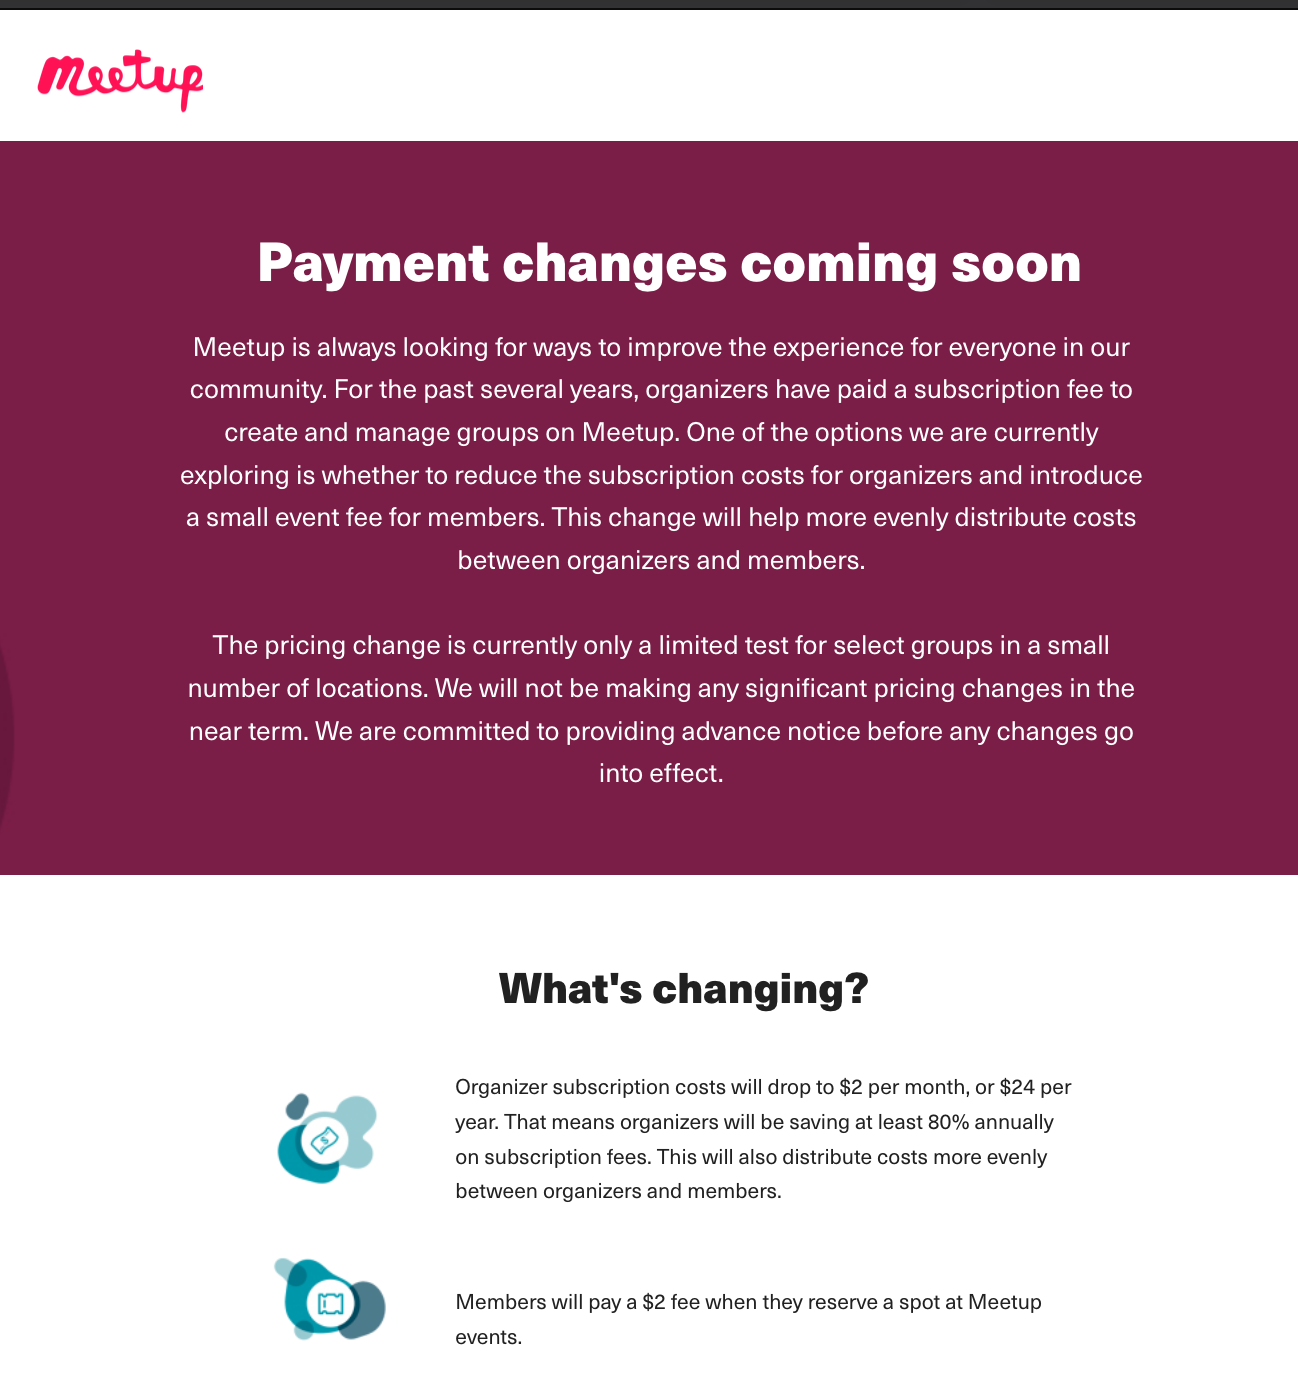 Meetup
Payment changes coming soon
Meetup is always looking for ways to improve the experience for everyone in our
community. For the past several years, organizers have paid a subscription fee to
create and manage groups on Meetup. One of the options we are currently
exploring is whether to reduce the subscription costs for organizers and introduce
a small event fee for members. This change will help more evenly distribute costs
between organizers and members.
The pricing change is currently only a limited test for select groups in a small
number of locations. We will not be making any significant pricing changes in the
near term. We are committed to providing advance notice before any changes go
into effect.
What's changing?
Organizer subscription costs will drop to $2 per month, or $24 per
year. That means organizers will be saving at least 80% annually
on subscription fees. This will also distribute costs more evenly
between organizers and members.
Members will pay a $2 fee when they reserve a spot at Meetup
events.